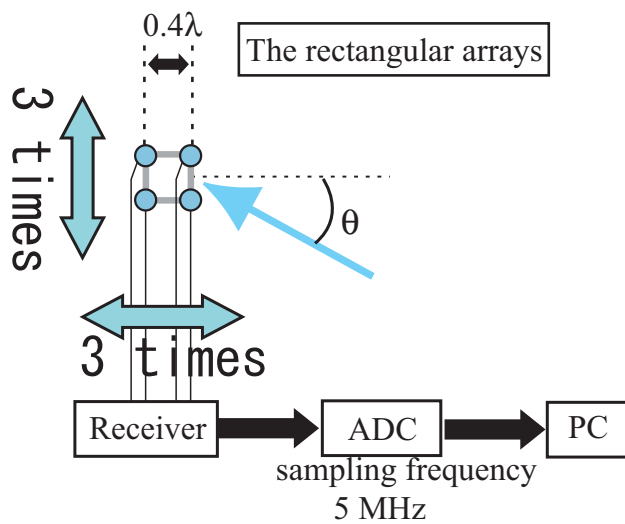 0.4λ
The rectangular arrays
3 times
θ
3 times
Receiver
ADC
PC
sampling frequency
5 MHz